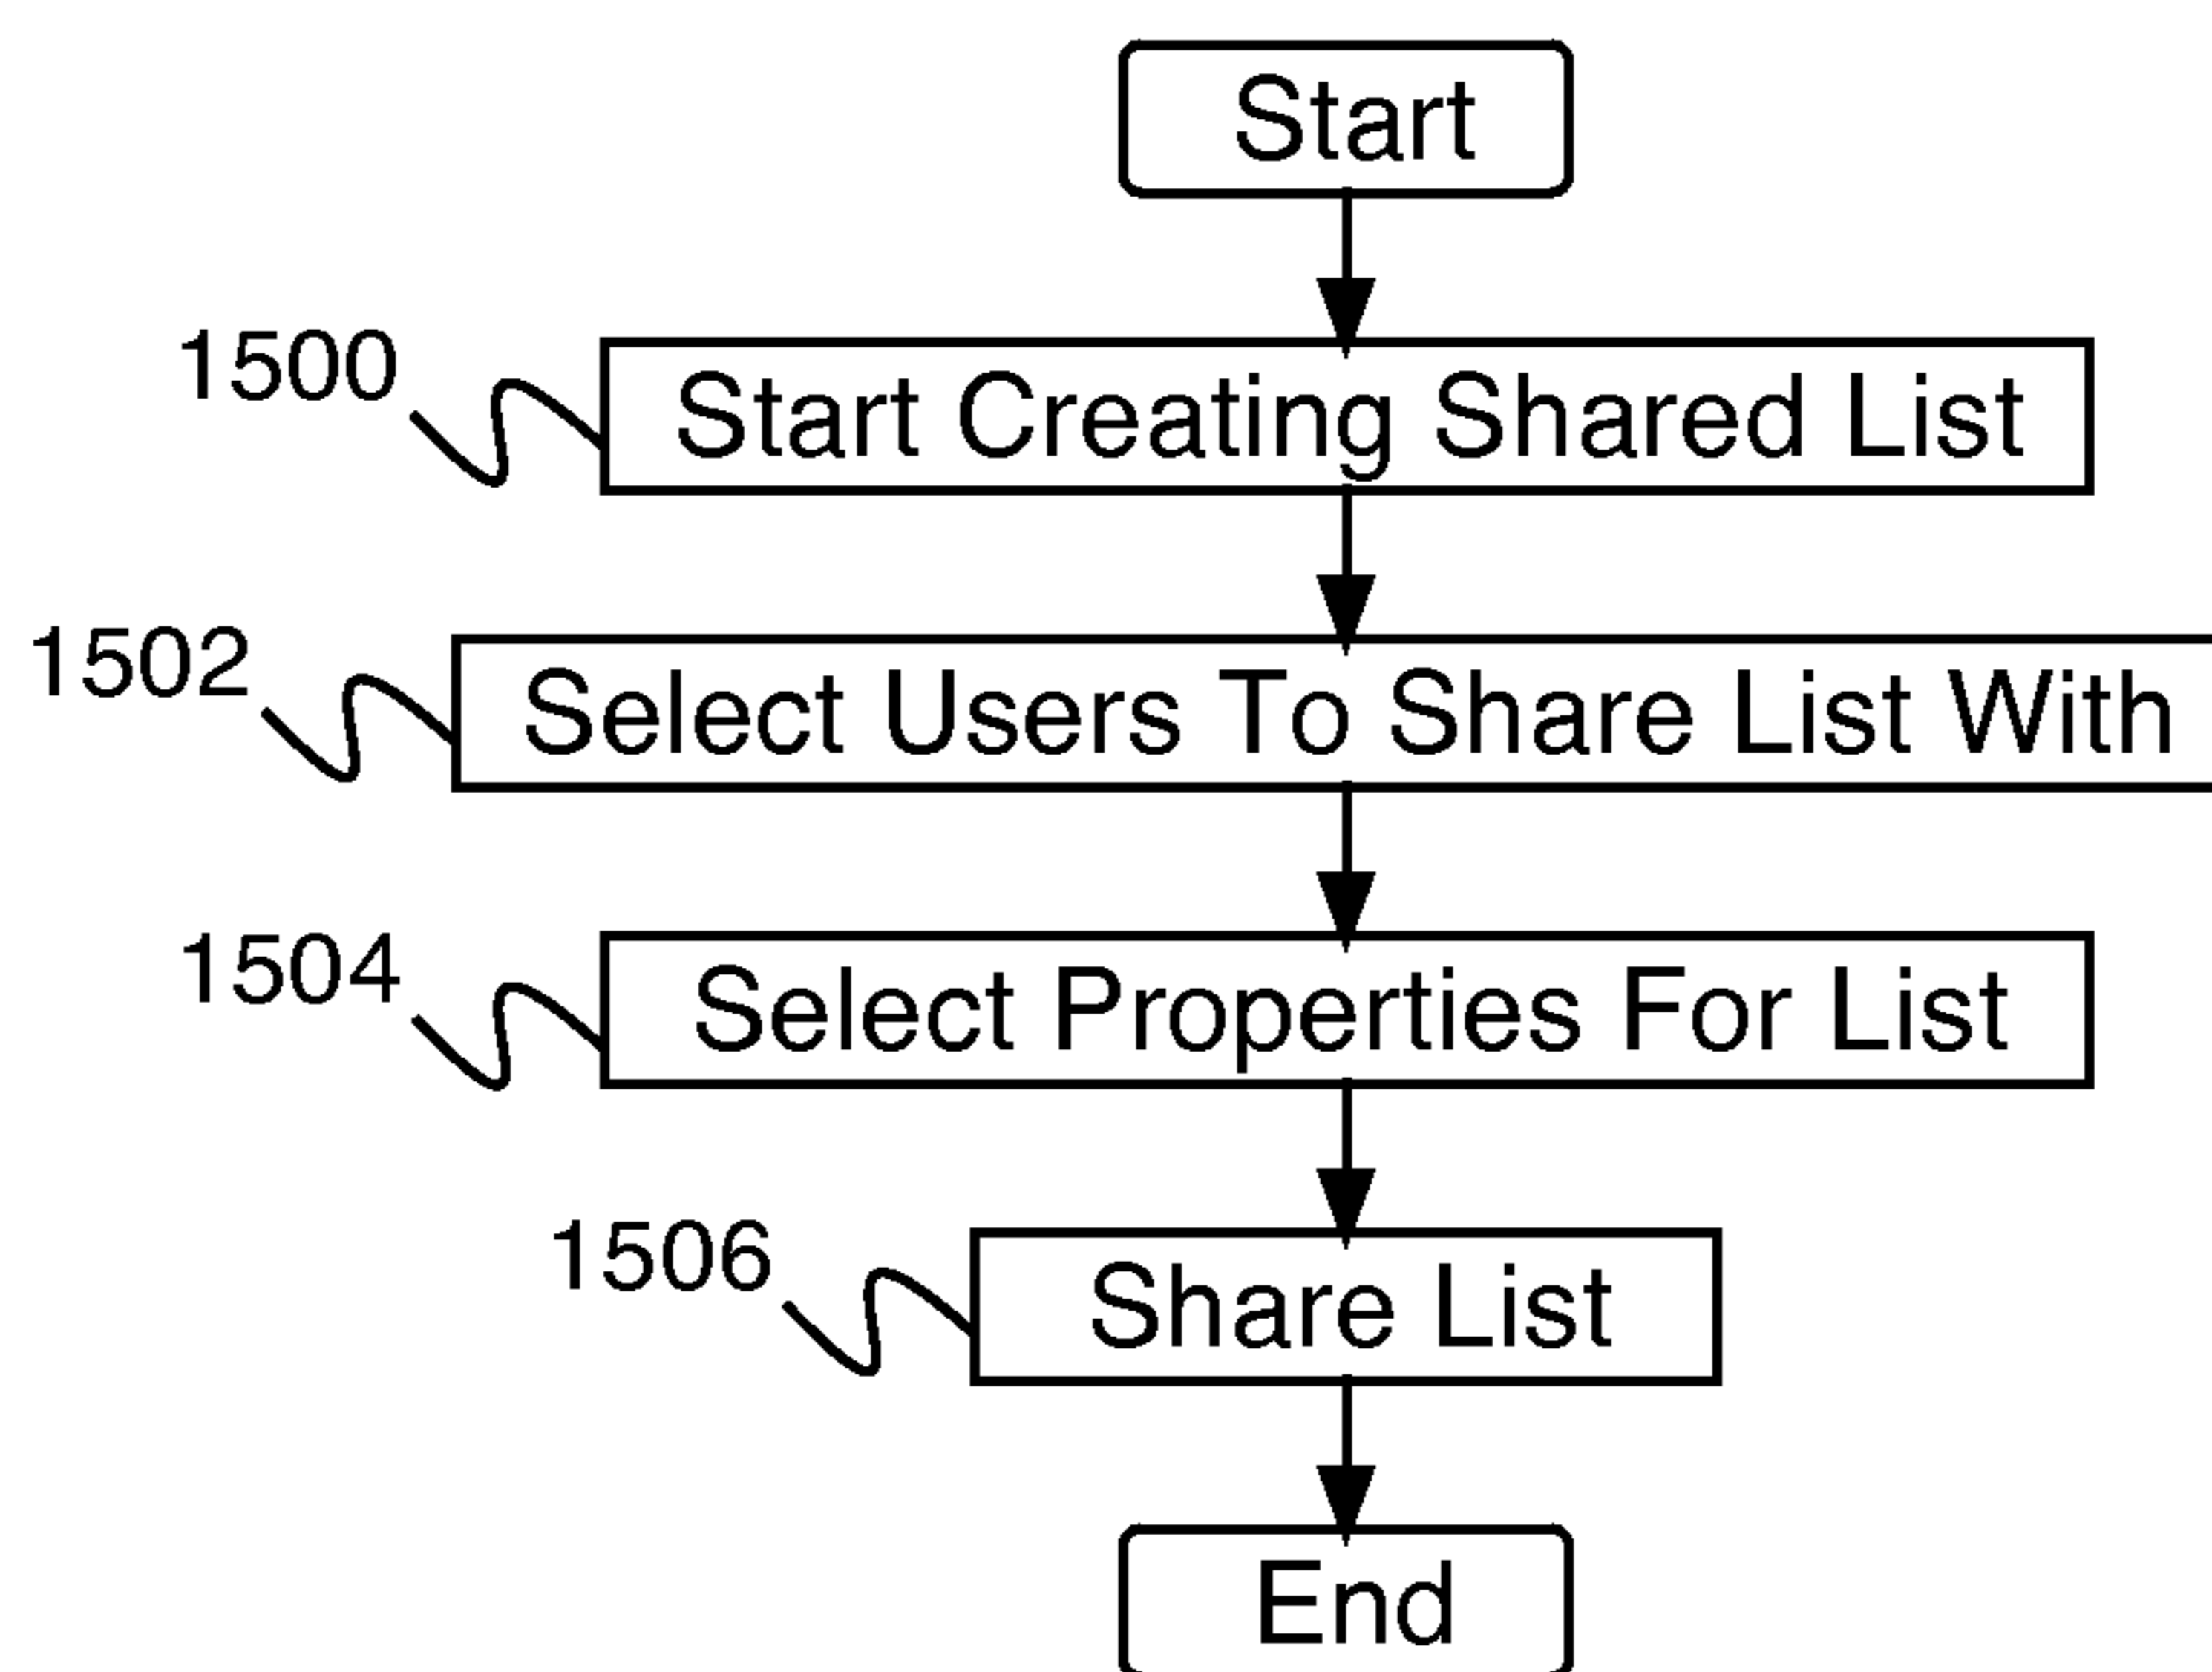 Start
1500
Start Creating Shared List
1502
Select Users To Share List With
1504
Select Properties For List
1506
Share List
End